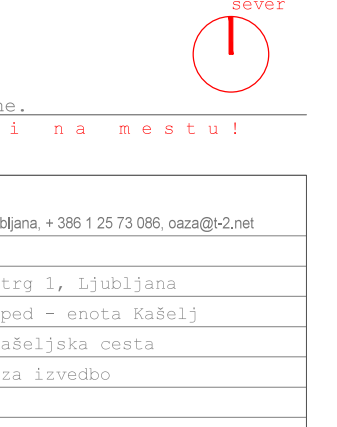 sever
ne.
i na mestu!
bljana, + 386 1 25 73 086, oaza@t-2.net
trg 1, Ljubljana
ped – enota Kašelj
ašeljska cesta
za izvedbo